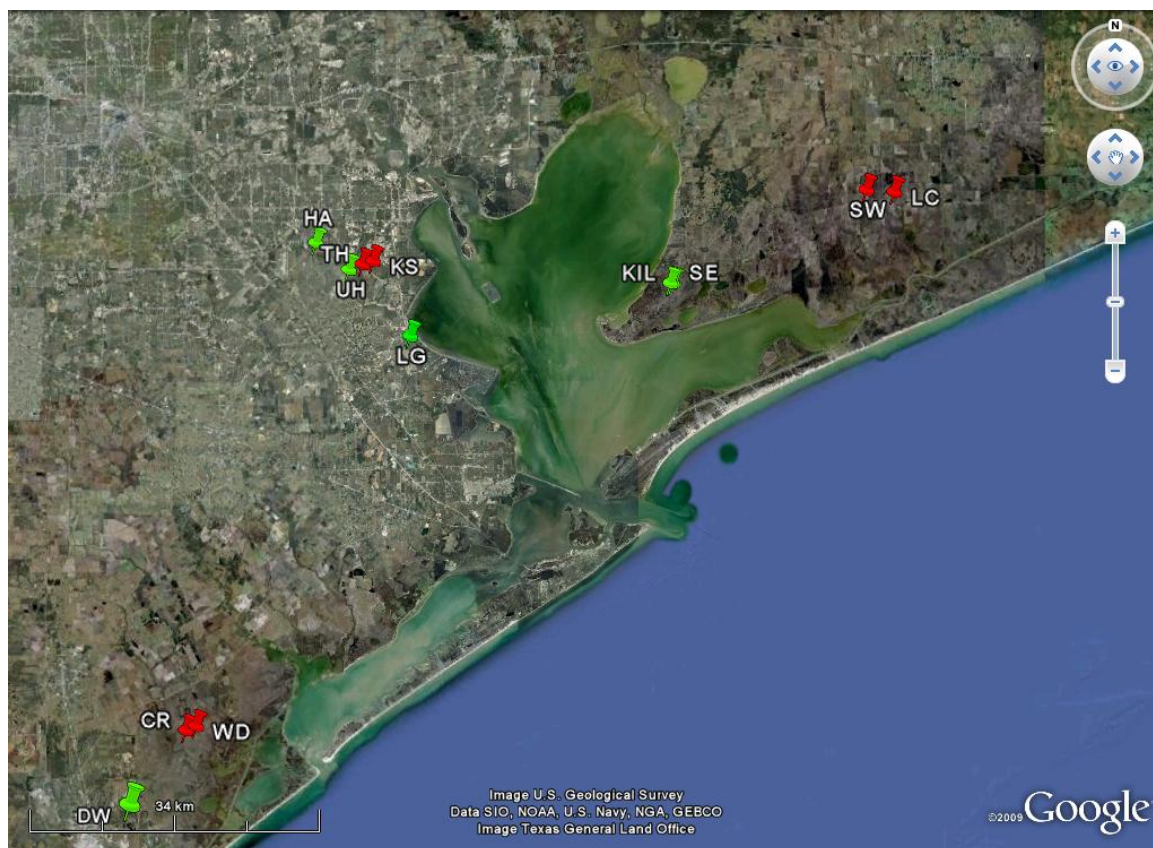 N
SW
LC
HA
TH
KS
UH
KIL
SE
LG
CR
WD
DW
34 km
Image U.S. Geological Survey
Data SIO, NOAA, U.S. Navy, NGA, GEBCO
Image Texas General Land Office
©2009 Google